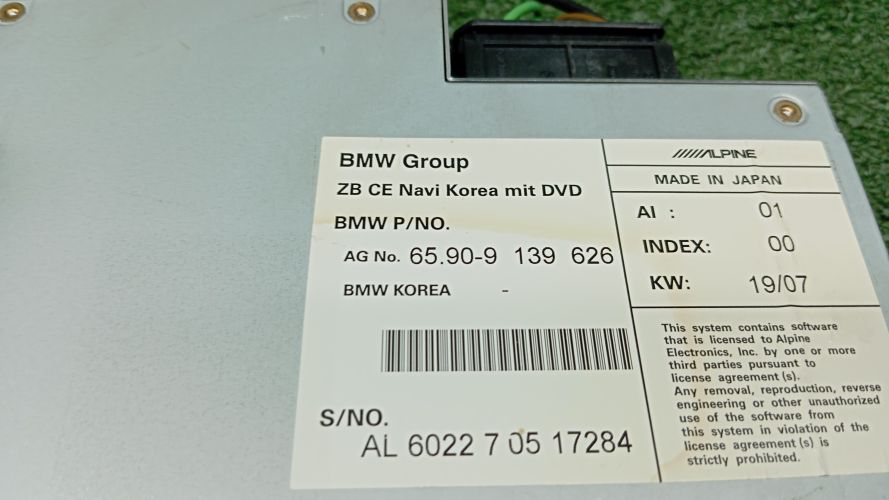 BMW Group
ZB CE Navi Korea mit DVD
BMW P/NO.
AG No. 65.90-9 139 626
BMW KOREA -
S/NO.
AL 6022 7 05 17284
ALPINE
MADE IN JAPAN
AI : 01
INDEX: 00
KW: 19/07
This system contains software
that is licensed to Alpine
Electronics, Inc. by one or more
third parties pursuant to
license agreement (s).
Any removal, reproduction, reverse
engineering or other unauthorized
use of the software from
this system in violation of the
license agreement (s) is
strictly prohibited.